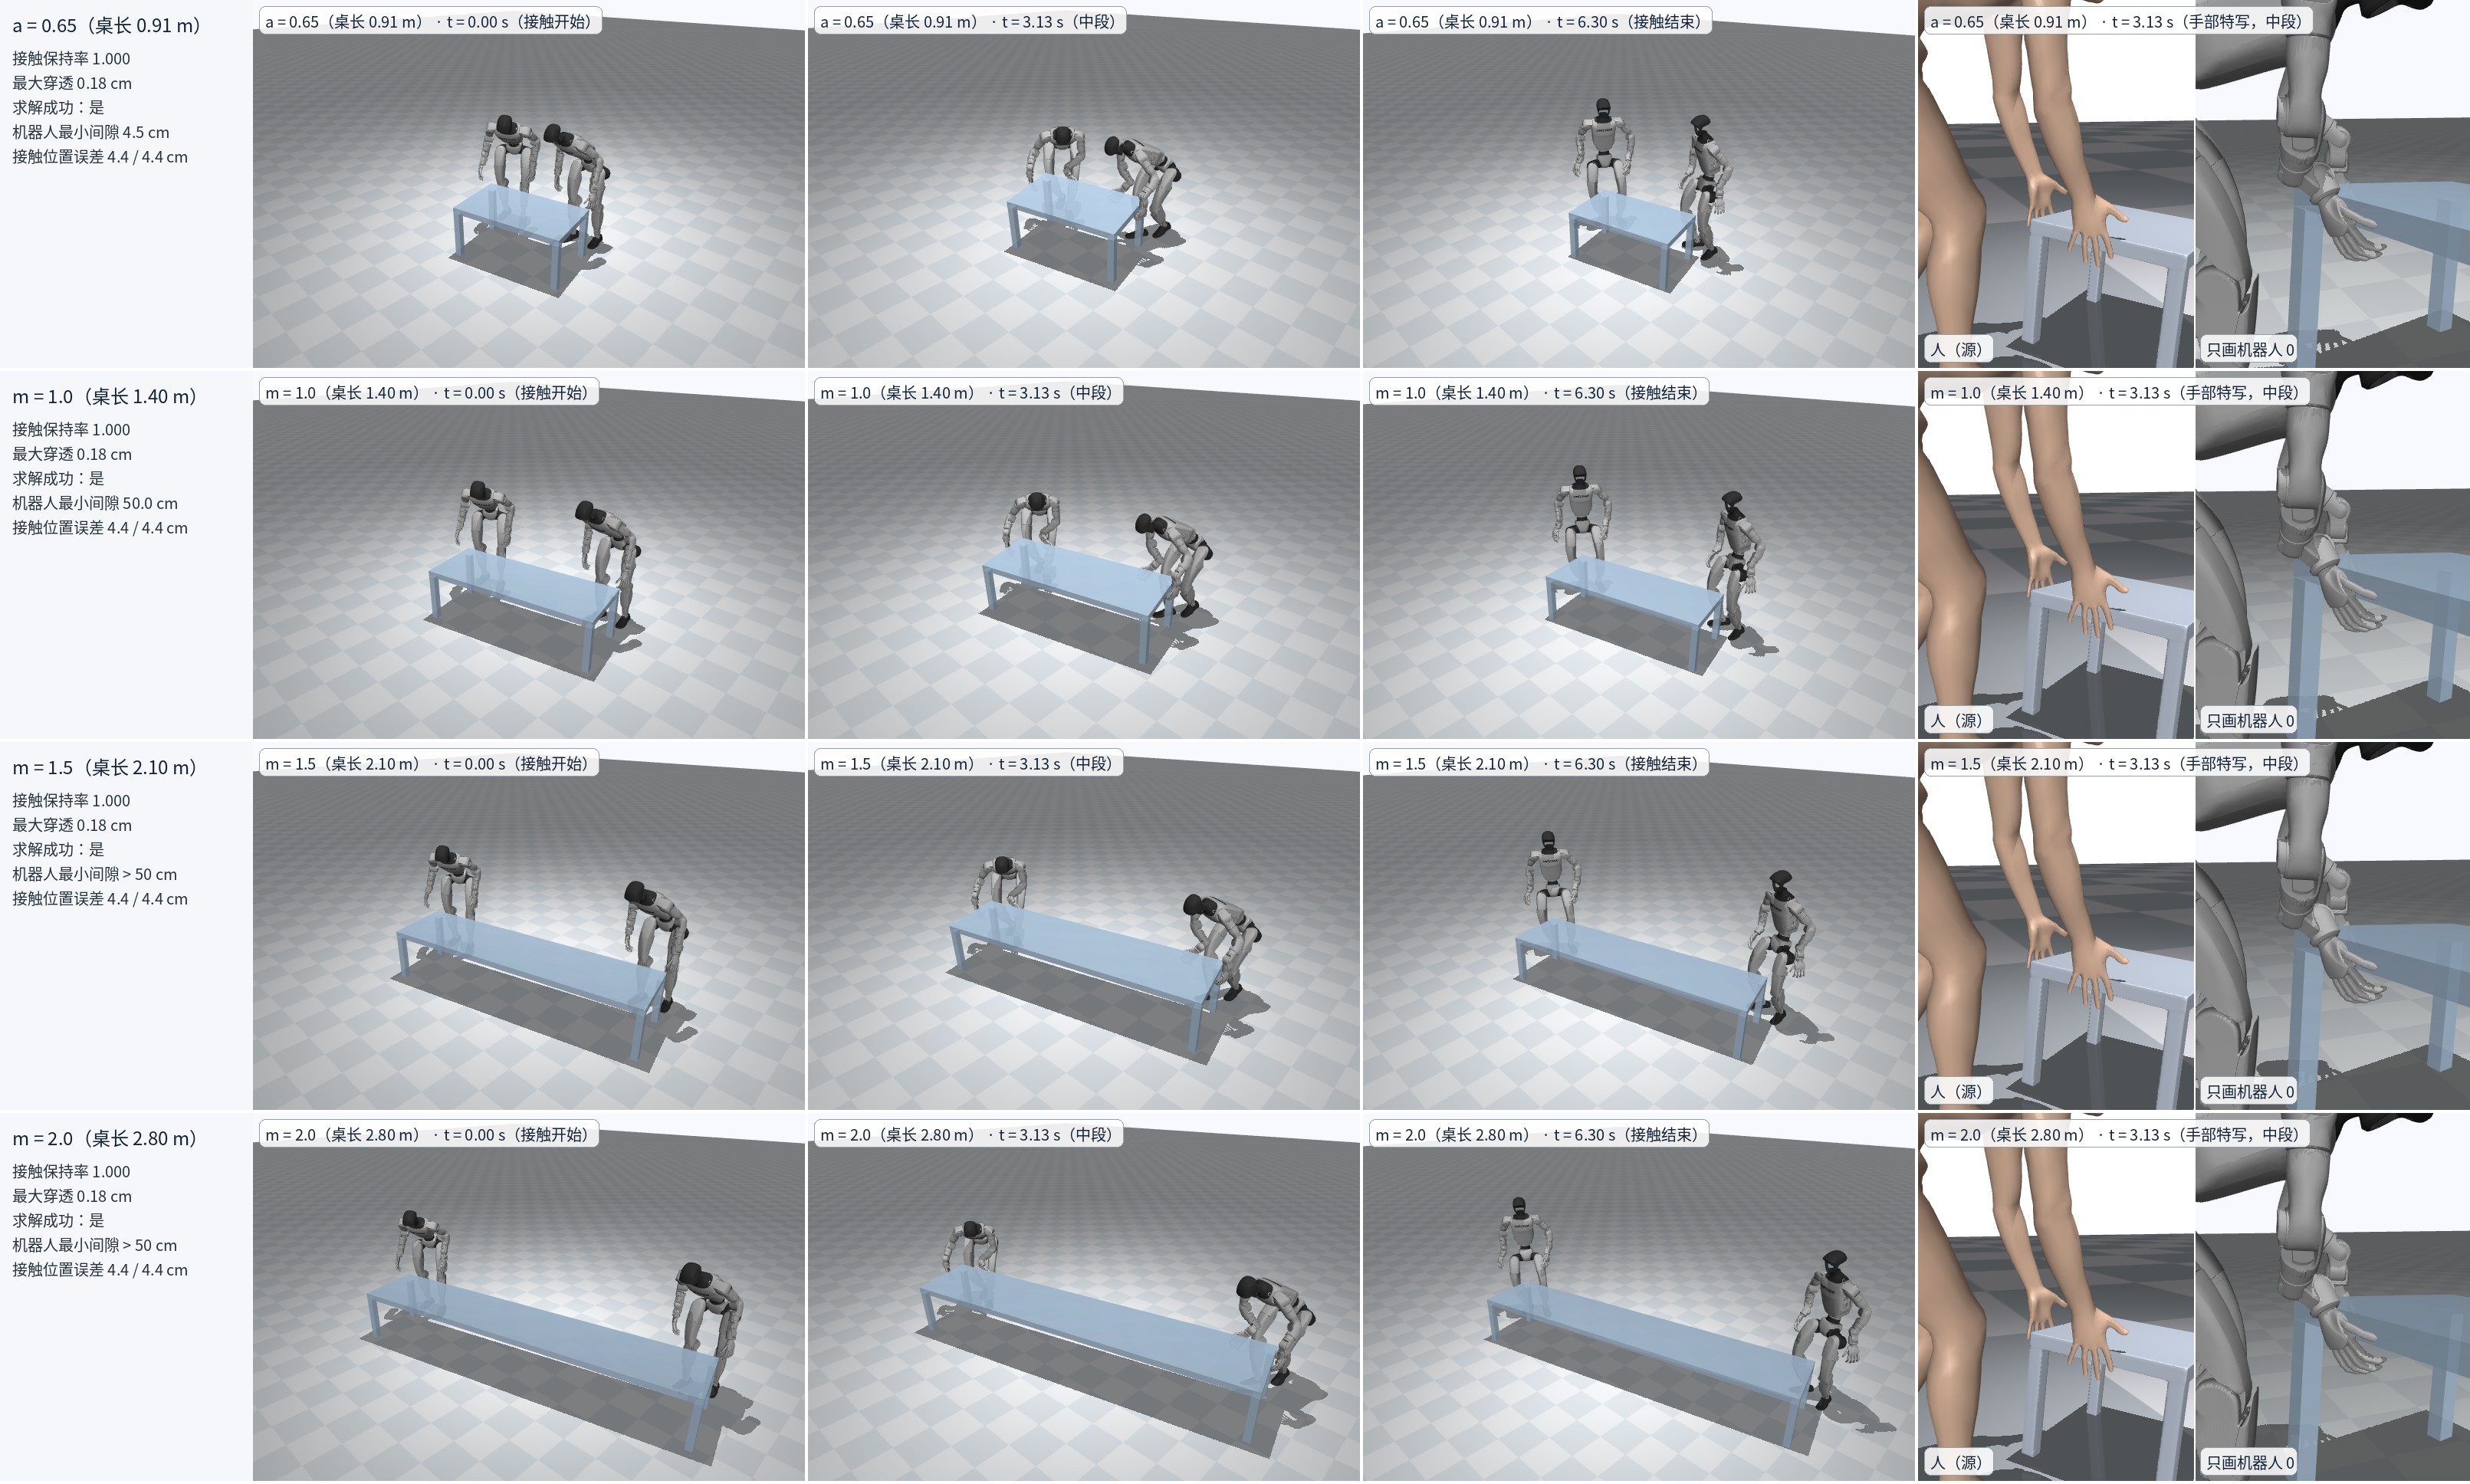 a = 0.65（桌长 0.91 m）
接触保持率 1.000
最大穿透 0.18 cm
求解成功：是
机器人最小间隙 4.5 cm
接触位置误差 4.4 / 4.4 cm
a = 0.65（桌长 0.91 m） · t = 0.00 s（接触开始）
a = 0.65（桌长 0.91 m） · t = 3.13 s（中段）
a = 0.65（桌长 0.91 m） · t = 6.30 s（接触结束）
a = 0.65（桌长 0.91 m） · t = 3.13 s（手部特写，中段）
人（源）
只画机器人 0
m = 1.0（桌长 1.40 m）
接触保持率 1.000
最大穿透 0.18 cm
求解成功：是
机器人最小间隙 50.0 cm
接触位置误差 4.4 / 4.4 cm
m = 1.0（桌长 1.40 m） · t = 0.00 s（接触开始）
m = 1.0（桌长 1.40 m） · t = 3.13 s（中段）
m = 1.0（桌长 1.40 m） · t = 6.30 s（接触结束）
m = 1.0（桌长 1.40 m） · t = 3.13 s（手部特写，中段）
人（源）
只画机器人 0
m = 1.5（桌长 2.10 m）
接触保持率 1.000
最大穿透 0.18 cm
求解成功：是
机器人最小间隙 > 50 cm
接触位置误差 4.4 / 4.4 cm
m = 1.5（桌长 2.10 m） · t = 0.00 s（接触开始）
m = 1.5（桌长 2.10 m） · t = 3.13 s（中段）
m = 1.5（桌长 2.10 m） · t = 6.30 s（接触结束）
m = 1.5（桌长 2.10 m） · t = 3.13 s（手部特写，中段）
人（源）
只画机器人 0
m = 2.0（桌长 2.80 m）
接触保持率 1.000
最大穿透 0.18 cm
求解成功：是
机器人最小间隙 > 50 cm
接触位置误差 4.4 / 4.4 cm
m = 2.0（桌长 2.80 m） · t = 0.00 s（接触开始）
m = 2.0（桌长 2.80 m） · t = 3.13 s（中段）
m = 2.0（桌长 2.80 m） · t = 6.30 s（接触结束）
m = 2.0（桌长 2.80 m） · t = 3.13 s（手部特写，中段）
人（源）
只画机器人 0